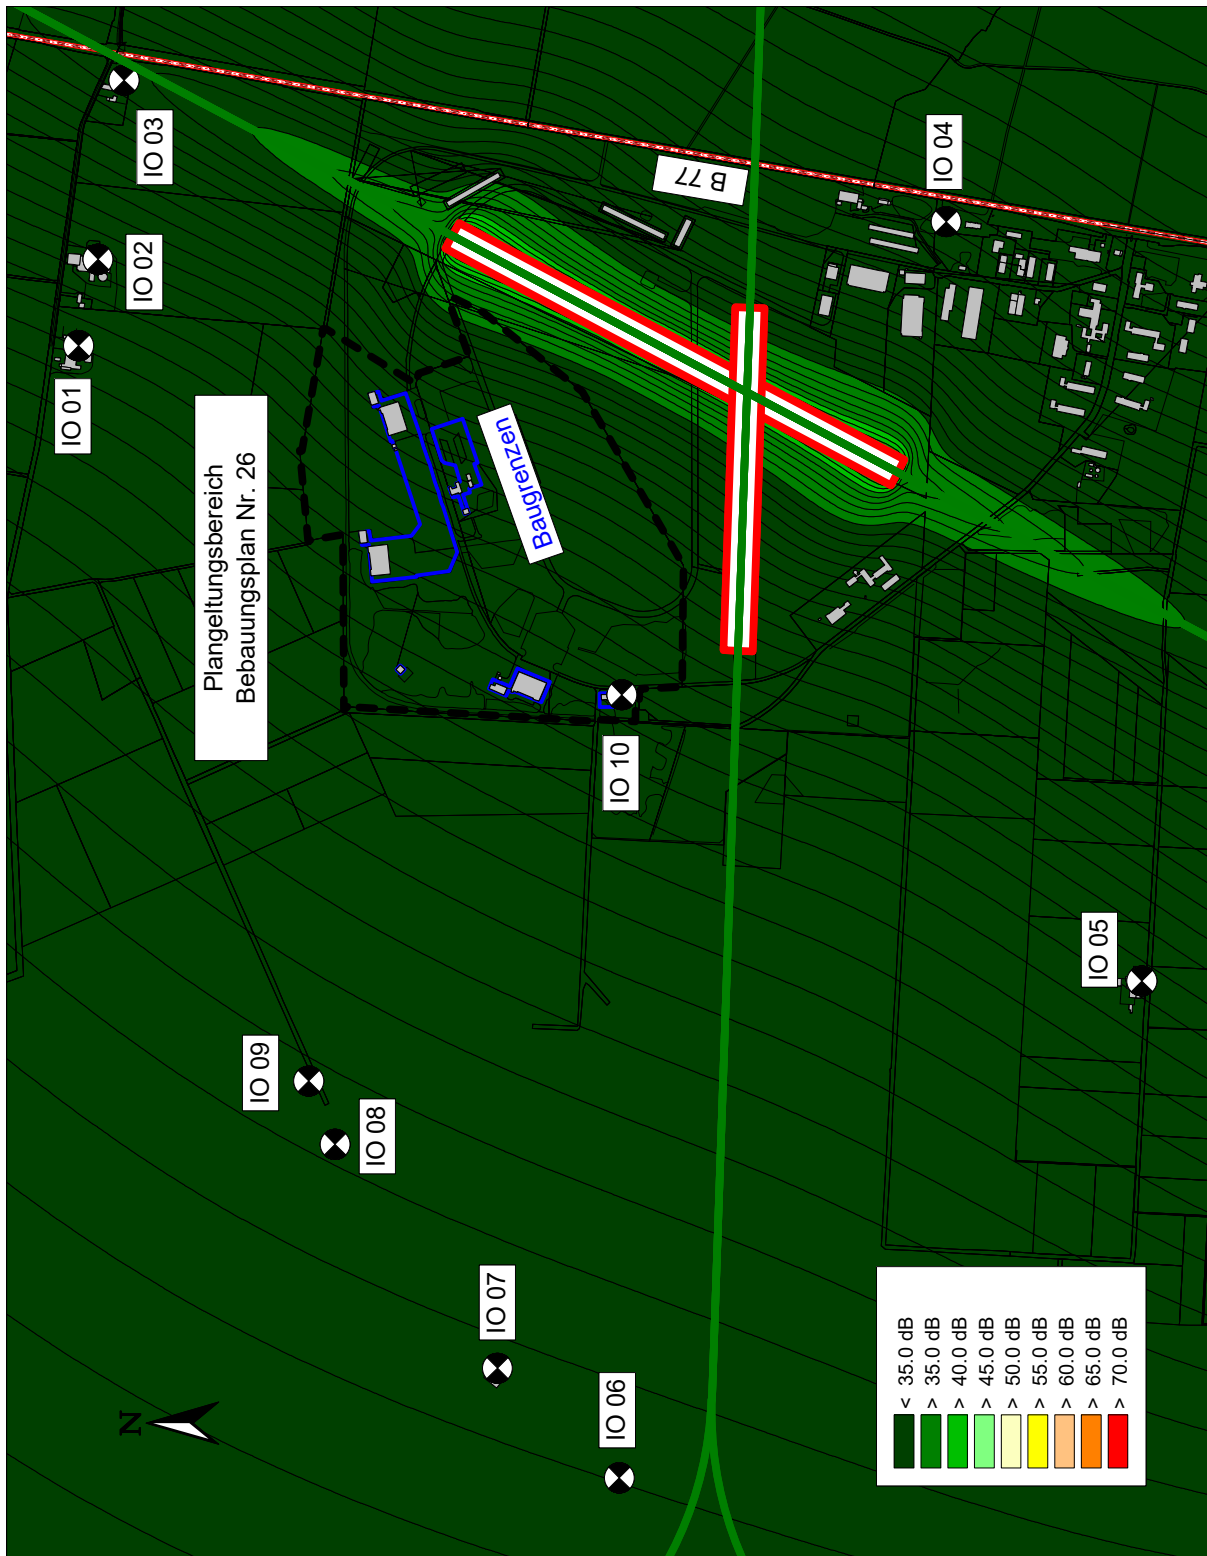 Plangeltungsbereich
Bebauungsplan Nr. 26
IO 01
IO 02
IO 03
IO 04
B 77
Baugrenzen
IO 10
IO 05
IO 09
IO 08
IO 07
IO 06
N
< 35.0 dB
> 35.0 dB
> 40.0 dB
> 45.0 dB
> 50.0 dB
> 55.0 dB
> 60.0 dB
> 65.0 dB
> 70.0 dB